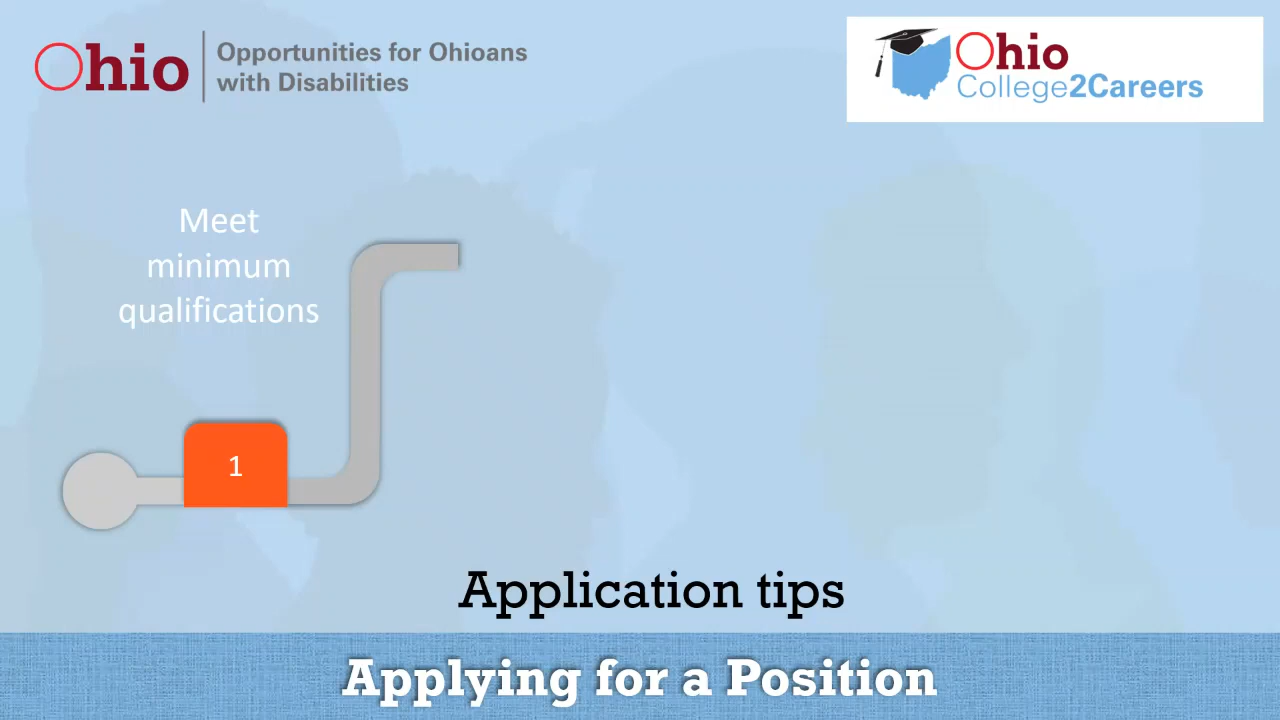 Ohio
Opportunities for Ohioans
with Disabilities
Ohio
College2Careers
Meet
minimum
qualifications
1
Application tips
Applying for a Position